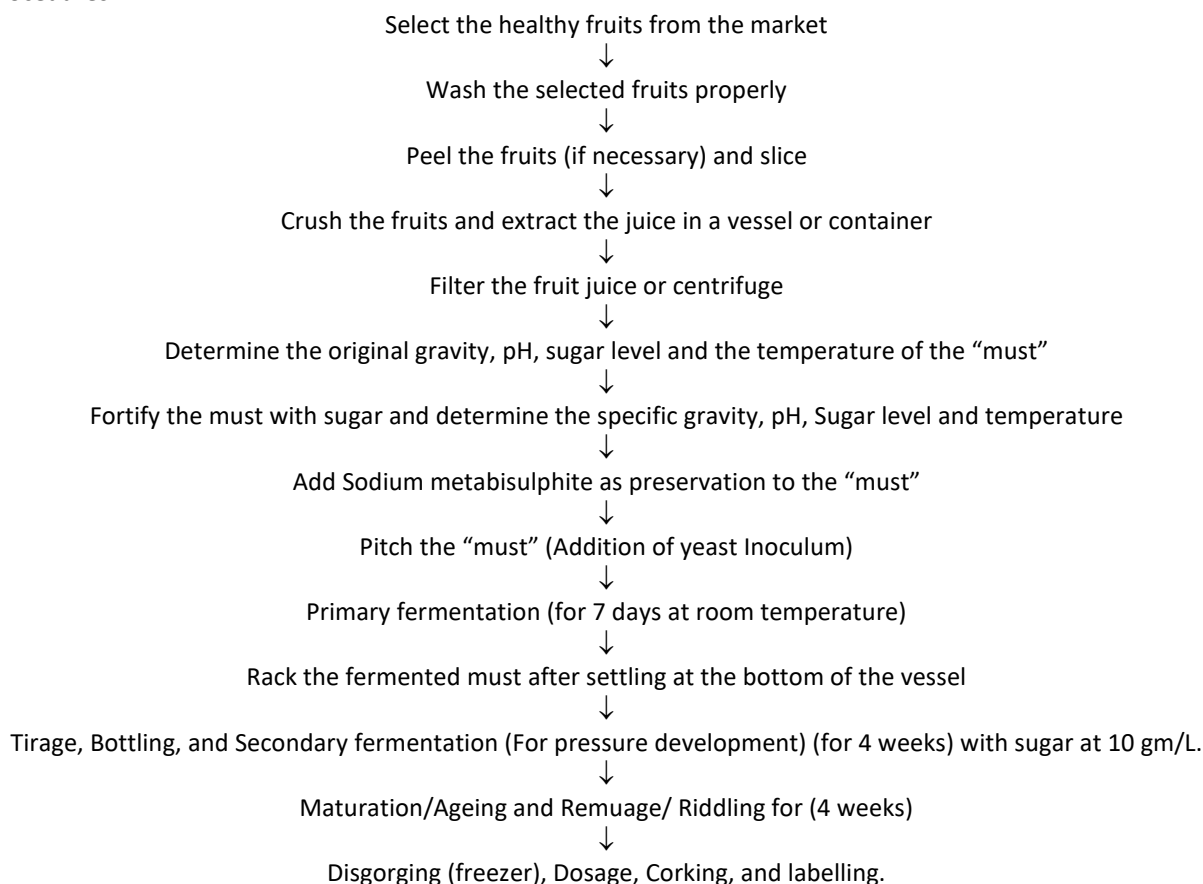 Select the healthy fruits from the market
↓
Wash the selected fruits properly
↓
Peel the fruits (if necessary) and slice
↓
Crush the fruits and extract the juice in a vessel or container
↓
Filter the fruit juice or centrifuge
↓
Determine the original gravity, pH, sugar level and the temperature of the “must”
↓
Fortify the must with sugar and determine the specific gravity, pH, Sugar level and temperature
↓
Add Sodium metabisulphite as preservation to the “must”
↓
Pitch the “must” (Addition of yeast Inoculum)
↓
Primary fermentation (for 7 days at room temperature)
↓
Rack the fermented must after settling at the bottom of the vessel
↓
Tirage, Bottling, and Secondary fermentation (For pressure development) (for 4 weeks) with sugar at 10 gm/L.
↓
Maturation/Ageing and Remuage/ Riddling for (4 weeks)
↓
Disgorging (freezer), Dosage, Corking, and labelling.